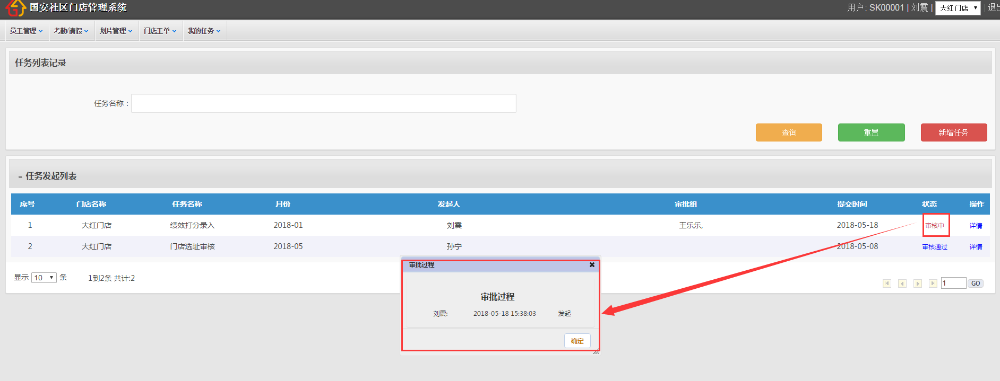 国安社区门店管理系统
用户: SK00001 | 刘震 | 大红门店 |
员工管理 考勤/请假 划片管理 门店工单 我的任务
任务列表记录
任务名称：
查询 重置 新增任务
- 任务发起列表
序号 门店名称 任务名称 月份 发起人 审批组 提交时间 状态 操作
1 大红门店 绩效打分录入 2018-01 刘震 王乐乐, 2018-05-18 审核中 详情
2 大红门店 门店选址审核 2018-05 孙宁 2018-05-08 审核通过 详情
显示 10 条 1到2条 共计:2
1 GO
审批过程
审批过程
刘震: 2018-05-18 15:38:03 发起
确定